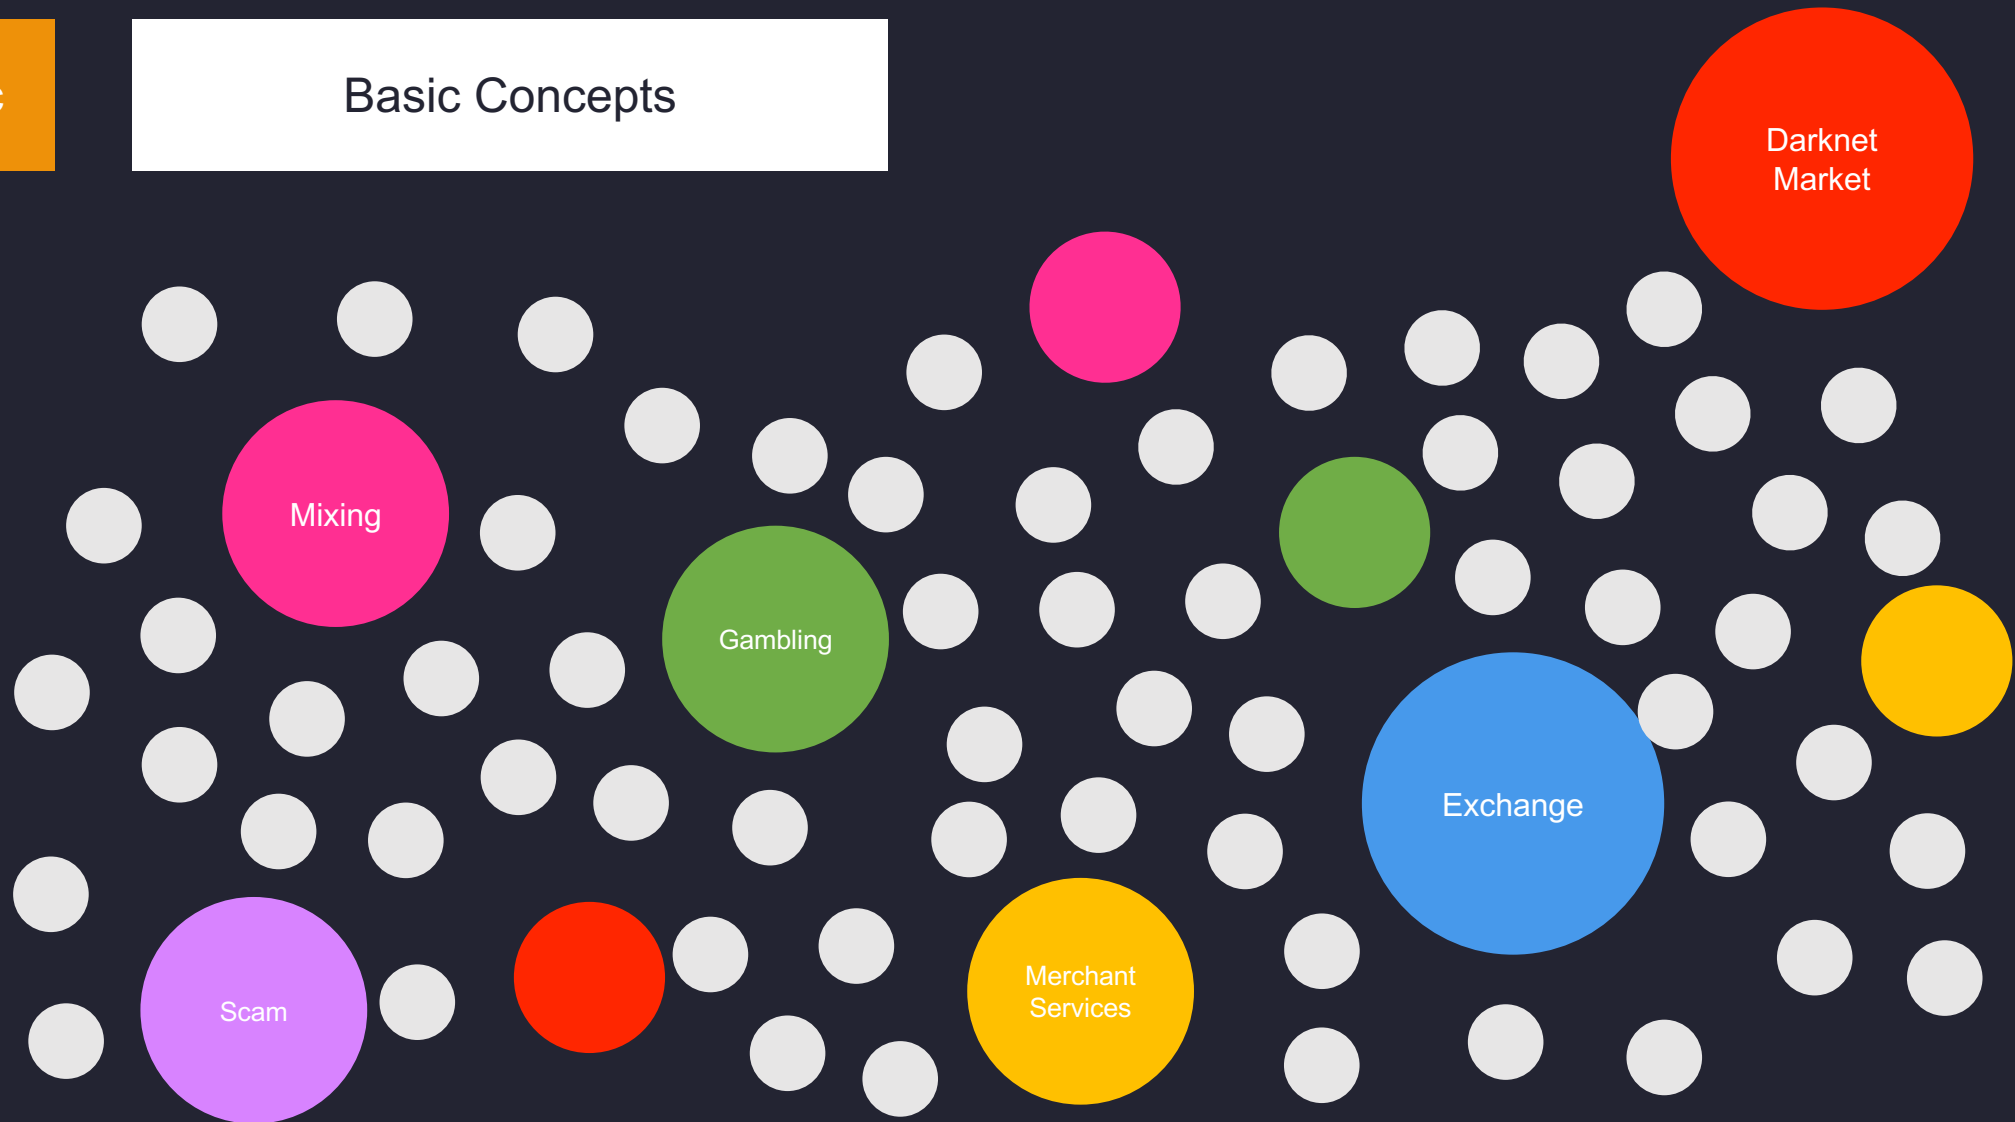 Basic Concepts
Darknet
Market
Mixing
Gambling
Exchange
Merchant
Services
Scam